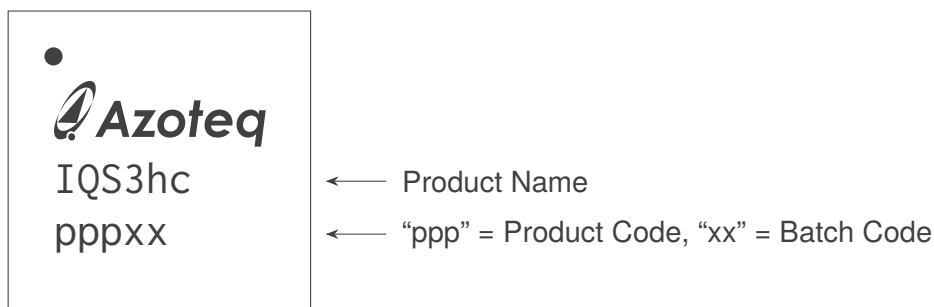 Azoteq
IQS3hc
Product Name
pppxx
“ppp” = Product Code, “xx” = Batch Code